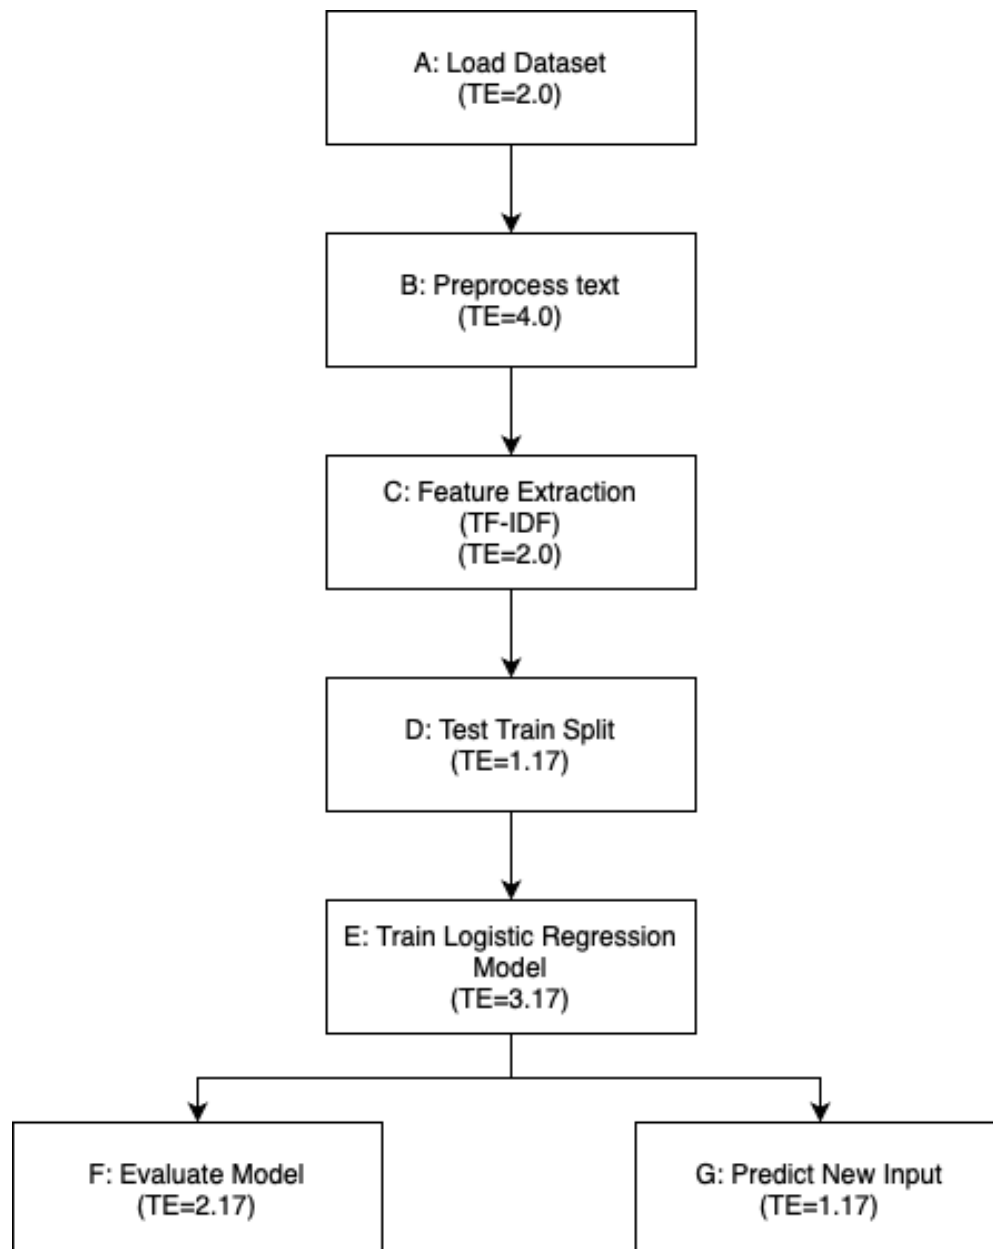 A: Load Dataset
(TE=2.0)
B: Preprocess text
(TE=4.0)
C: Feature Extraction
(TF-IDF)
(TE=2.0)
D: Test Train Split
(TE=1.17)
E: Train Logistic Regression
Model
(TE=3.17)
F: Evaluate Model
(TE=2.17)
G: Predict New Input
(TE=1.17)